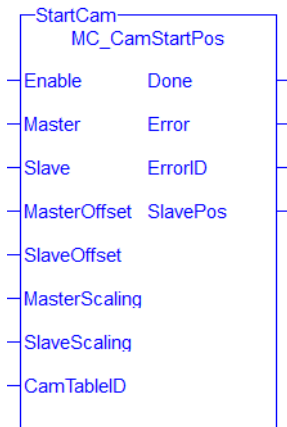 StartCam
MC_CamStartPos
Enable Done
Master Error
Slave ErrorID
MasterOffset SlavePos
SlaveOffset
MasterScaling
SlaveScaling
CamTableID